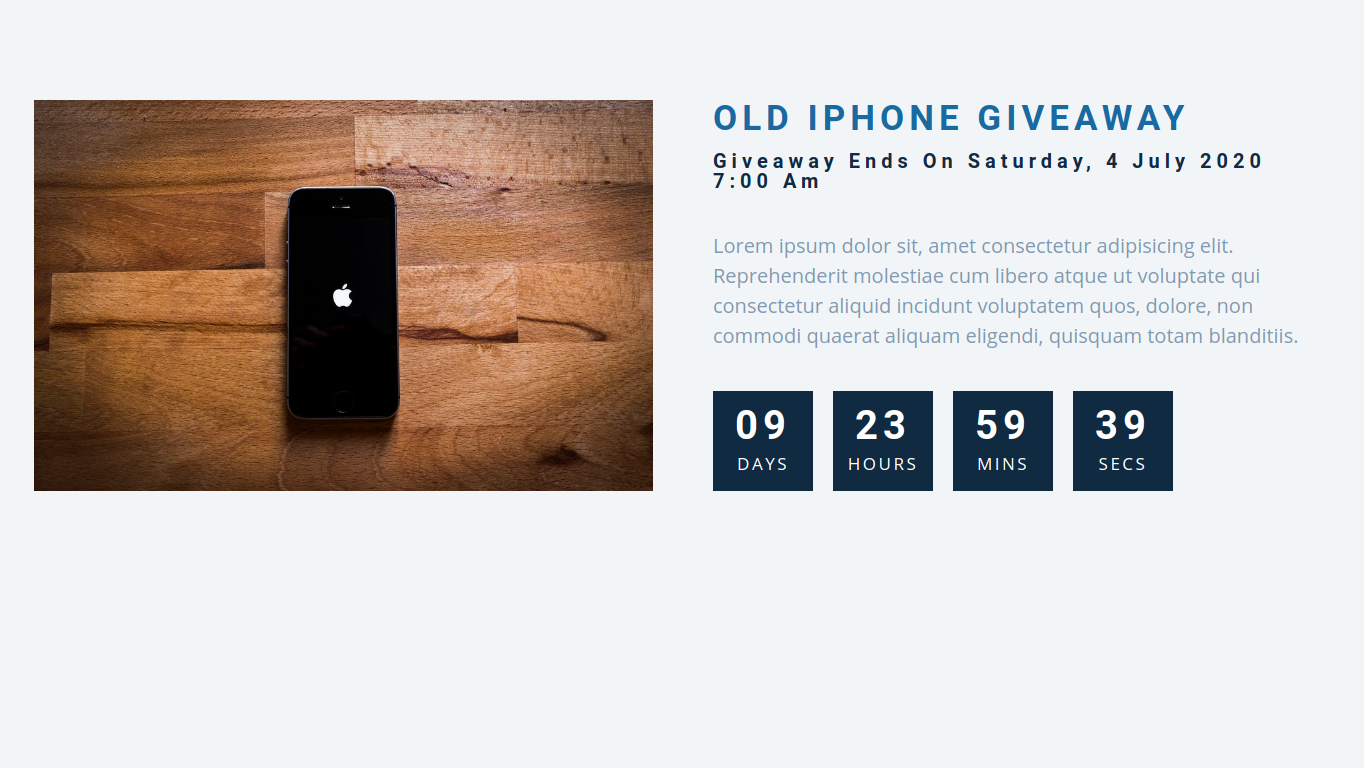 OLD IPHONE GIVEAWAY
Giveaway Ends On Saturday, 4 July 2020
7:00 Am
Lorem ipsum dolor sit, amet consectetur adipisicing elit.
Reprehenderit molestiae cum libero atque ut voluptate qui
consectetur aliquid incidunt voluptatem quos, dolore, non
commodi quaerat aliquam eligendi, quisquam totam blanditiis.
09 23 59 39
DAYS HOURS MINS SECS